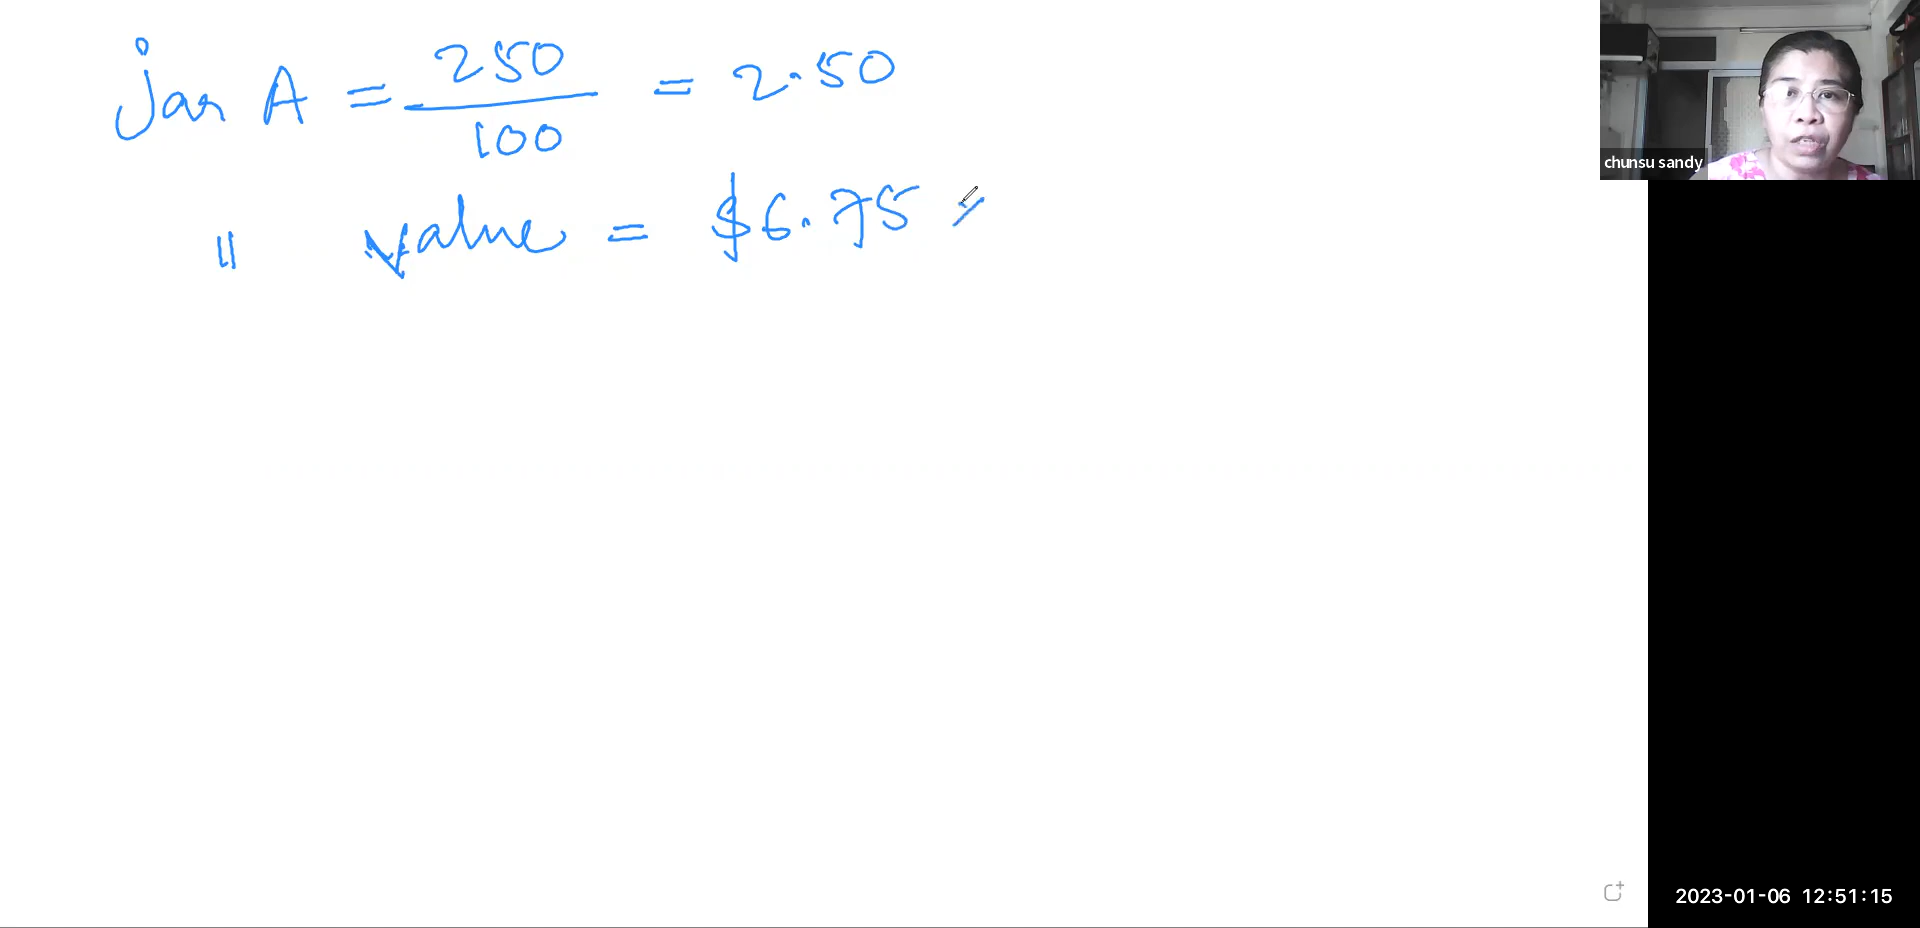 Jar A = 250/100 = 2.50
" value = $6.75
chunsu sandy
2023-01-06 12:51:15